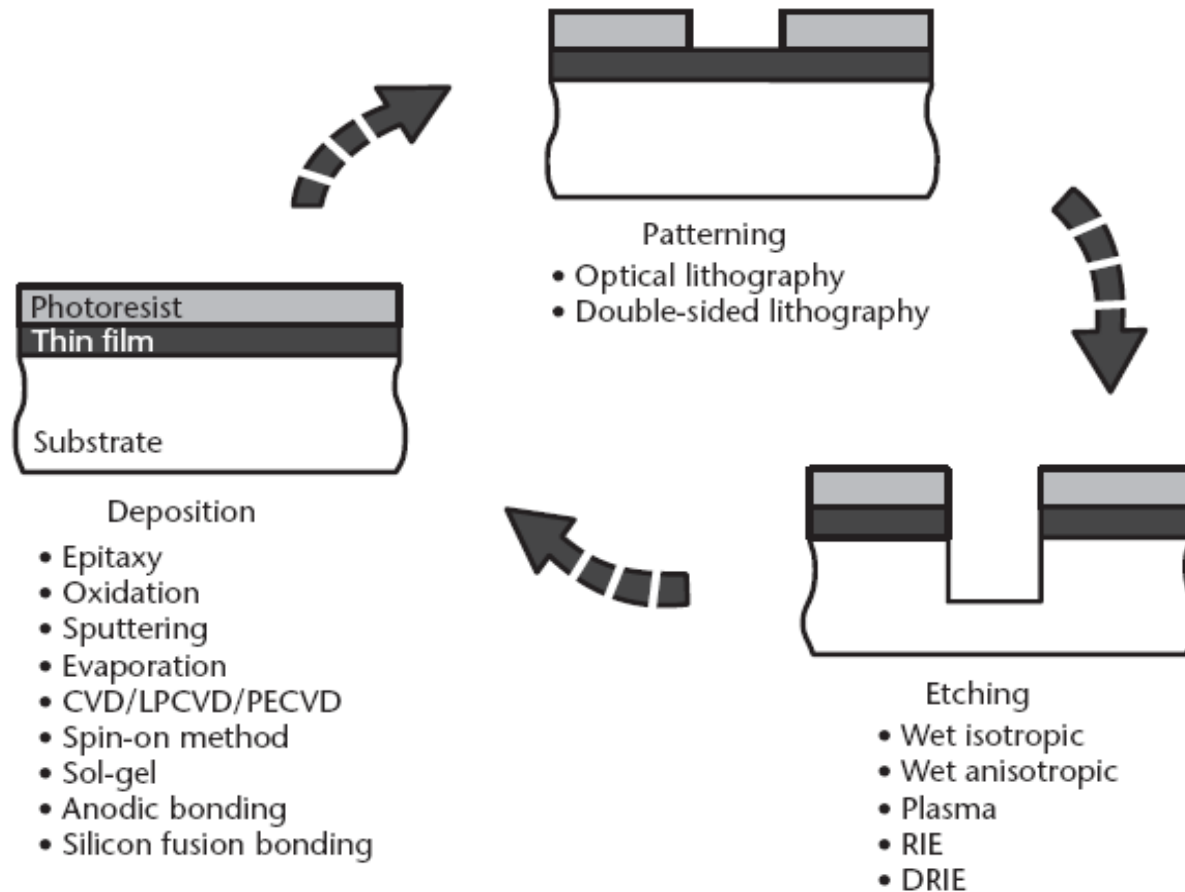 Patterning
• Optical lithography
• Double-sided lithography
Photoresist
Thin film
Substrate
Deposition
• Epitaxy
• Oxidation
• Sputtering
• Evaporation
• CVD/LPCVD/PECVD
• Spin-on method
• Sol-gel
• Anodic bonding
• Silicon fusion bonding
Etching
• Wet isotropic
• Wet anisotropic
• Plasma
• RIE
• DRIE